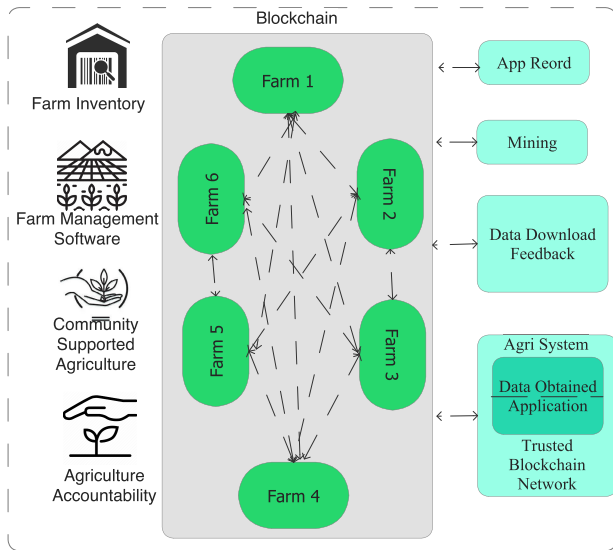 Blockchain
Farm Inventory
Farm Management
Software
Community
Supported
Agriculture
Agriculture
Accountability
Farm 1
Farm 6
Farm 2
Farm 5
Farm 3
Farm 4
App Reord
Mining
Data Download
Feedback
Agri System
Data Obtained
Application
Trusted
Blockchain
Network